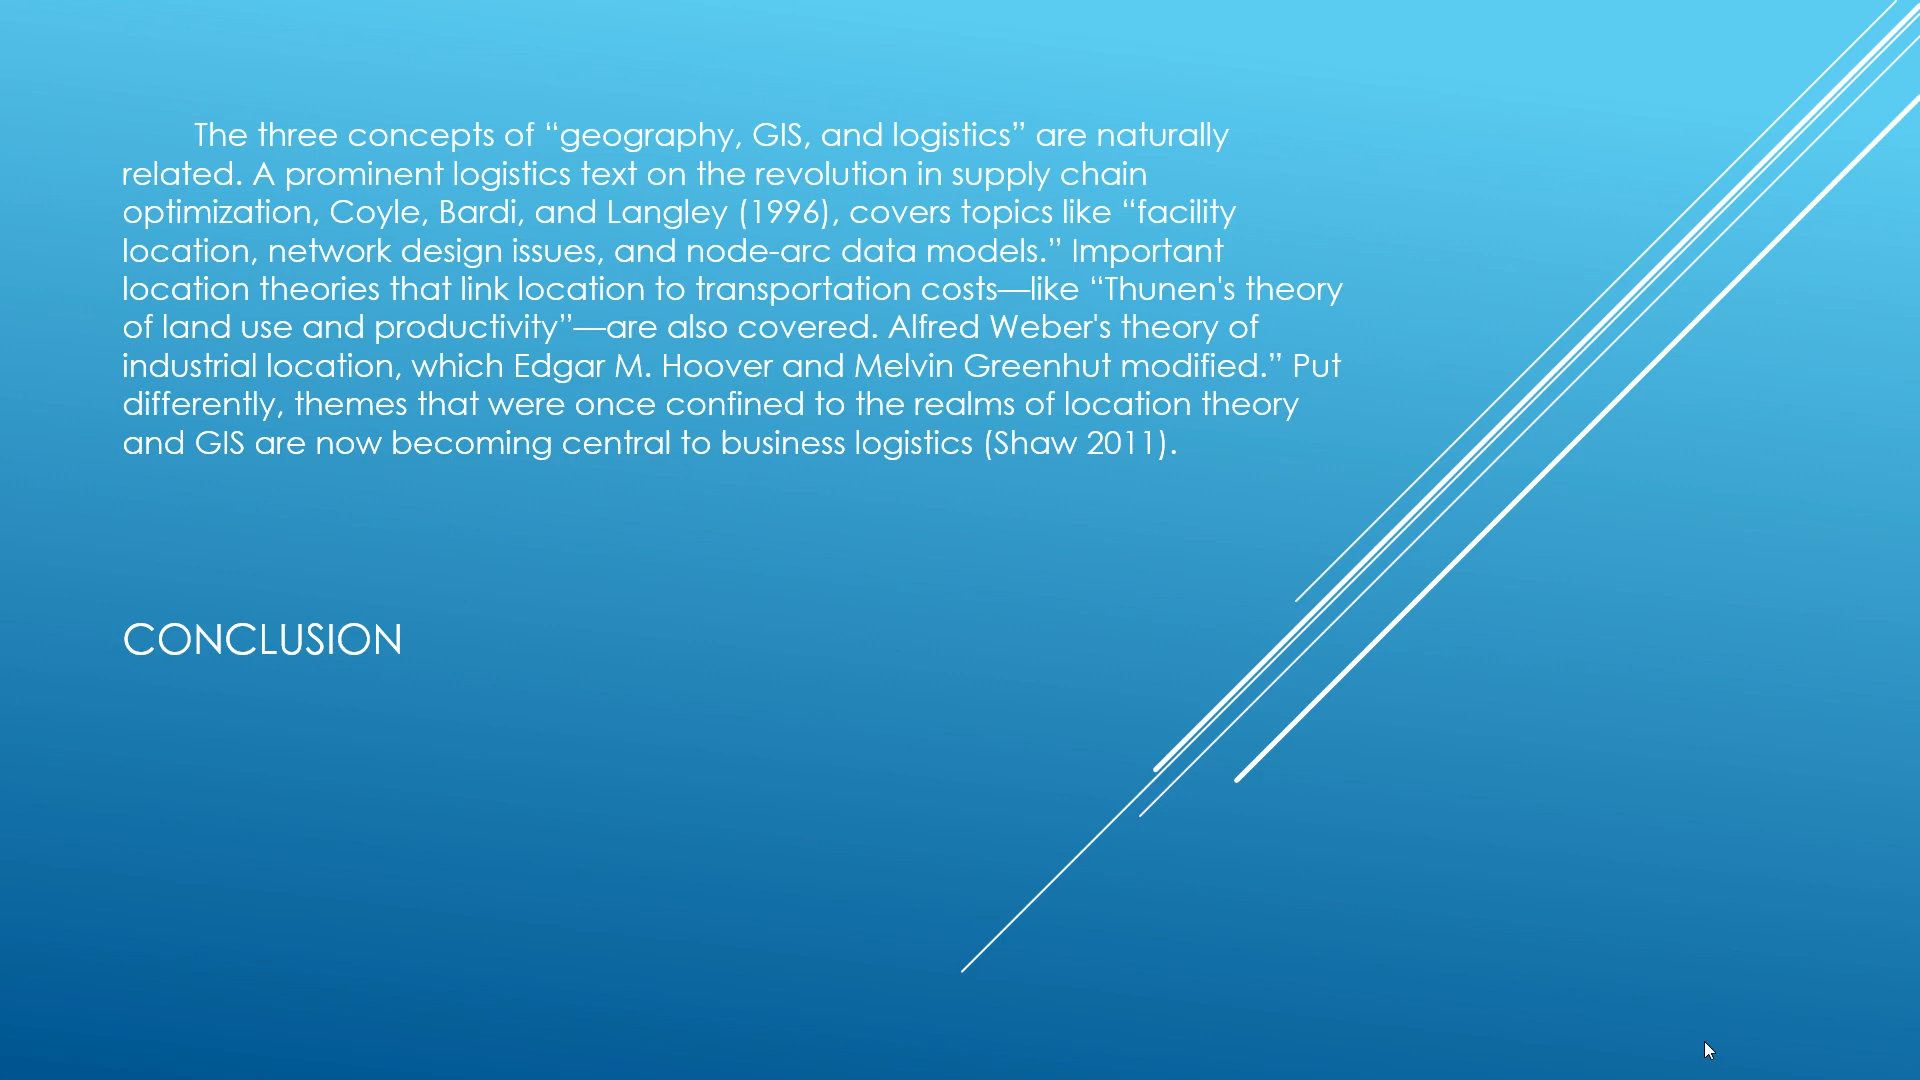 The three concepts of “geography, GIS, and logistics” are naturally
related. A prominent logistics text on the revolution in supply chain
optimization, Coyle, Bardi, and Langley (1996), covers topics like “facility
location, network design issues, and node-arc data models.” Important
location theories that link location to transportation costs—like “Thunen's theory
of land use and productivity”—are also covered. Alfred Weber's theory of
industrial location, which Edgar M. Hoover and Melvin Greenhut modified.” Put
differently, themes that were once confined to the realms of location theory
and GIS are now becoming central to business logistics (Shaw 2011).
CONCLUSION